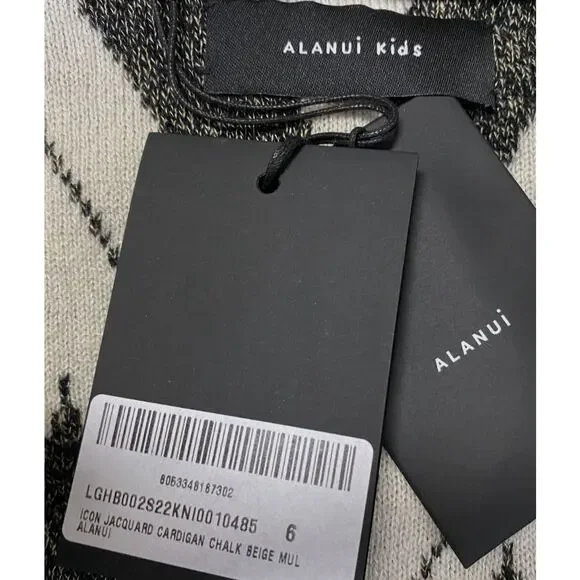 ALANUi Kids
ALANUi
8053348187302
LGHB002S22KNI0010485 6
ICON JACQUARD CARDIGAN CHALK BEIGE MUL
ALANUI